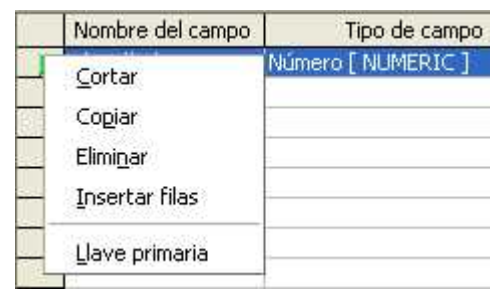 Nombre del campo Tipo de campo
Número [ NUMERIC ]
Cortar
Copiar
Eliminar
Insertar filas
Llave primaria